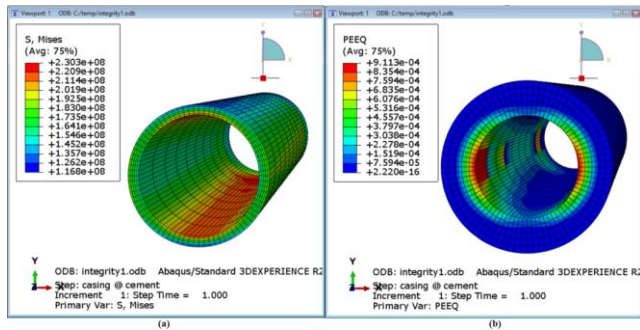 Viewport: 1 ODB: C:/temp/integrity1.odb
S, Mises
(Avg: 75%)
+2.303e+08
+2.209e+08
+2.114e+08
+2.019e+08
+1.925e+08
+1.830e+08
+1.735e+08
+1.641e+08
+1.546e+08
+1.452e+08
+1.357e+08
+1.262e+08
+1.168e+08
Y
Z X
ODB: integrity1.odb Abaqus/Standard 3DEXPERIENCE R2
Step: casing @ cement
Increment 1: Step Time = 1.000
Primary Var: S, Mises
(a)
Viewport: 1 ODB: C:/temp/integrity1.odb
PEEQ
(Avg: 75%)
+9.113e-04
+8.354e-04
+7.594e-04
+6.835e-04
+6.076e-04
+5.316e-04
+4.557e-04
+3.797e-04
+3.038e-04
+2.278e-04
+1.519e-04
+7.594e-05
+2.220e-16
Y
Z X
ODB: integrity1.odb Abaqus/Standard 3DEXPERIENCE R2
Step: casing @ cement
Increment 1: Step Time = 1.000
Primary Var: PEEQ
(b)